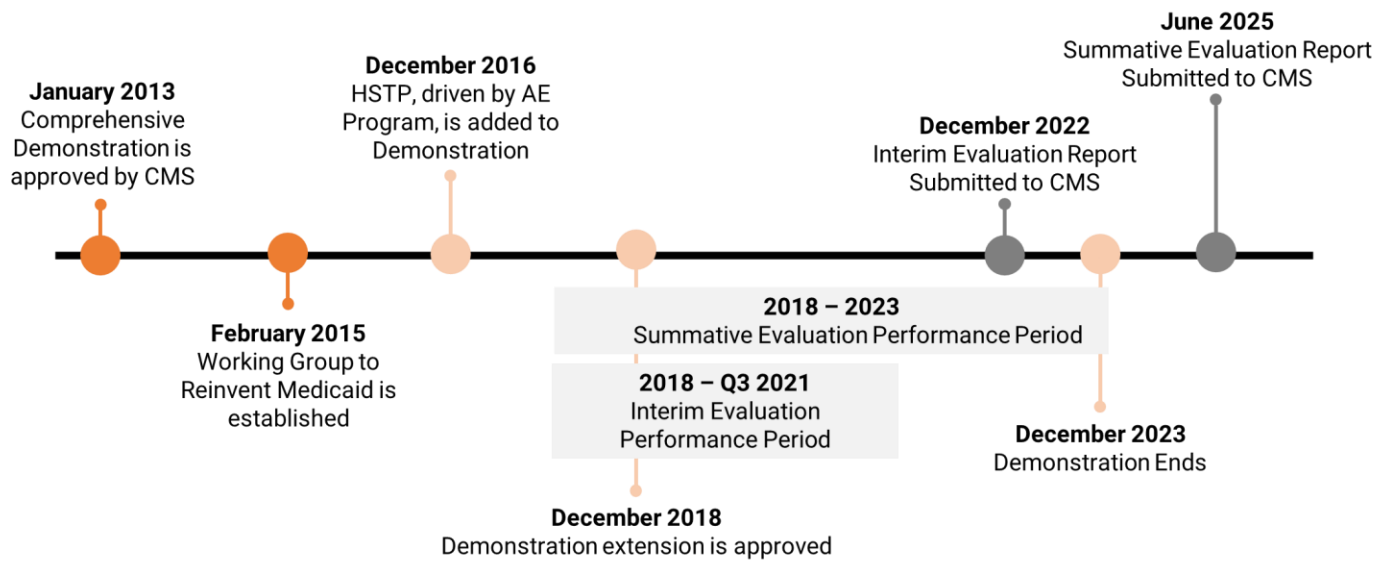 January 2013
Comprehensive
Demonstration is
approved by CMS
February 2015
Working Group to
Reinvent Medicaid is
established
December 2016
HSTP, driven by AE
Program, is added to
Demonstration
2018 – 2023
Summative Evaluation Performance Period
2018 – Q3 2021
Interim Evaluation
Performance Period
December 2018
Demonstration extension is approved
December 2022
Interim Evaluation Report
Submitted to CMS
December 2023
Demonstration Ends
June 2025
Summative Evaluation Report
Submitted to CMS